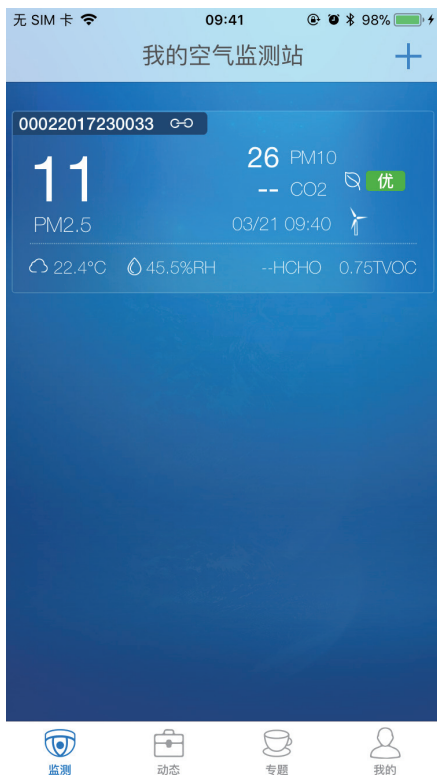 无 SIM 卡 09:41 98%
我的空气监测站
00022017230033
11
26 PM10
-- CO2 优
PM2.5 03/21 09:40
22.4°C 45.5%RH --HCHO 0.75TVOC
监测 动态 专题 我的